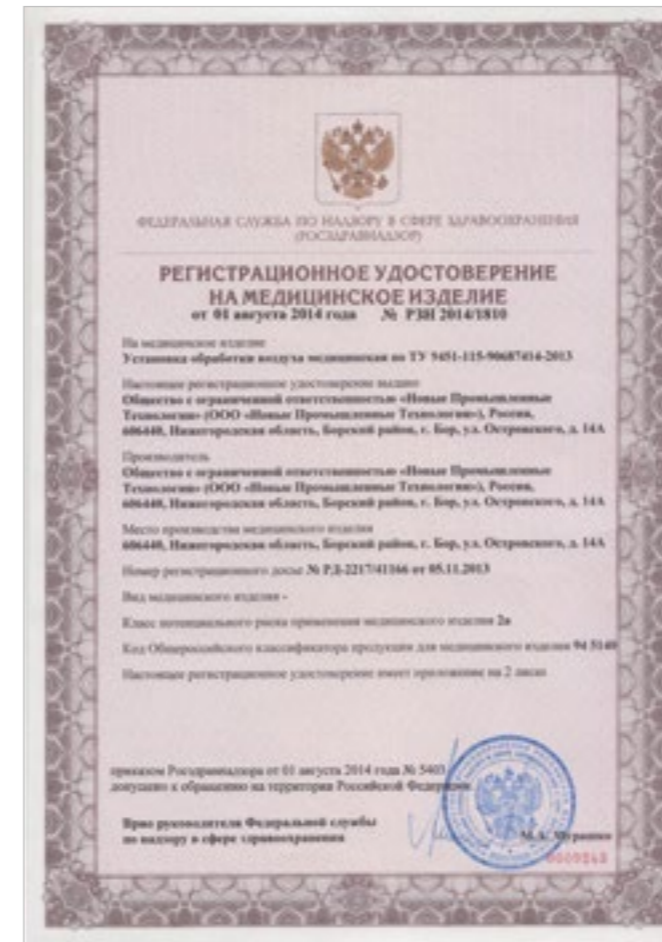 ФЕДЕРАЛЬНАЯ СЛУЖБА ПО НАДЗОРУ В СФЕРЕ ЗДРАВООХРАНЕНИЯ
(РОСЗДРАВНАДЗОР)
РЕГИСТРАЦИОННОЕ УДОСТОВЕРЕНИЕ
НА МЕДИЦИНСКОЕ ИЗДЕЛИЕ
от 01 августа 2014 года № РЗН 2014/1810
На медицинское изделие
Установка обработки воздуха медицинская по ТУ 9451-115-90687414-2013
Настоящее регистрационное удостоверение выдано
Общество с ограниченной ответственностью «Новые Промышленные
Технологии» (ООО «Новые Промышленные Технологии»), Россия,
606440, Нижегородская область, Борский район, г. Бор, ул. Островского, д. 14А
Производитель
Общество с ограниченной ответственностью «Новые Промышленные
Технологии» (ООО «Новые Промышленные Технологии»), Россия,
606440, Нижегородская область, Борский район, г. Бор, ул. Островского, д. 14А
Место производства медицинского изделия
606440, Нижегородская область, Борский район, г. Бор, ул. Островского, д. 14А
Номер регистрационного досье № РД-2217/41166 от 05.11.2013
Вид медицинского изделия -
Класс потенциального риска применения медицинского изделия 2а
Код Общероссийского классификатора продукции для медицинского изделия 94 5140
Настоящее регистрационное удостоверение имеет приложение на 2 листах
приказом Росздравнадзора от 01 августа 2014 года № 5403
допущено к обращению на территории Российской Федерации
Врио руководителя Федеральной службы
по надзору в сфере здравоохранения
М.А. Мурашко